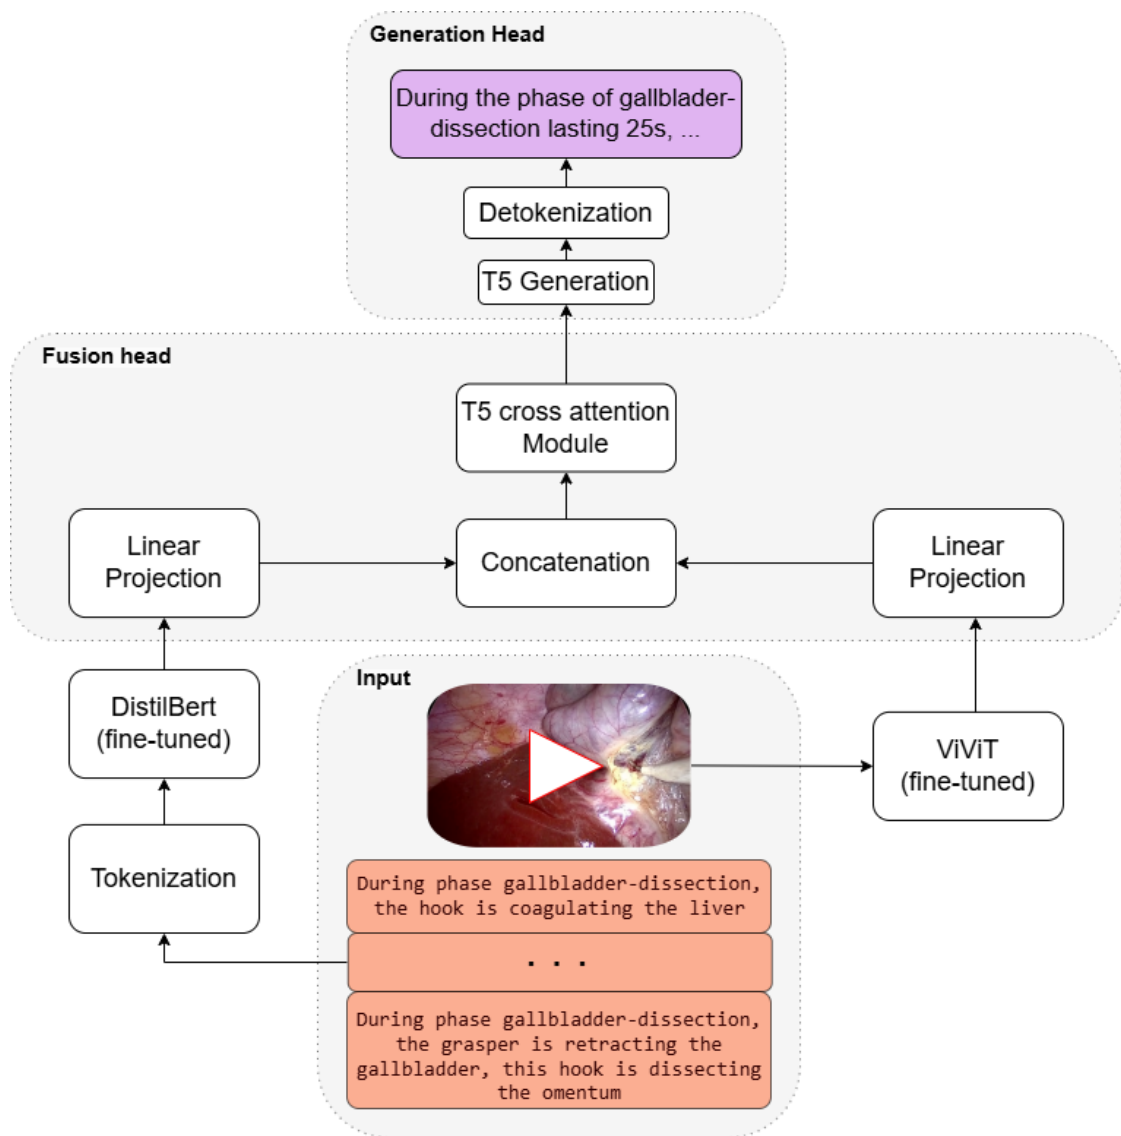 Generation Head
During the phase of gallblader-
dissection lasting 25s, ...
Detokenization
T5 Generation
Fusion head
T5 cross attention
Module
Linear
Projection
Concatenation
Linear
Projection
DistilBert
(fine-tuned)
Tokenization
Input
ViViT
(fine-tuned)
During phase gallbladder-dissection,
the hook is coagulating the liver
. . .
During phase gallbladder-dissection,
the grasper is retracting the
gallbladder, this hook is dissecting
the omentum